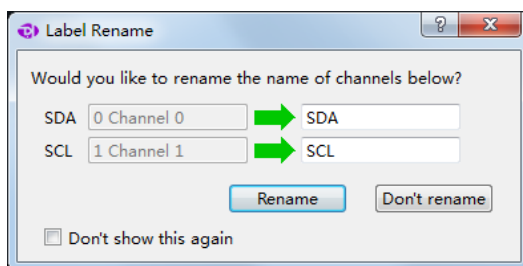 Label Rename
Would you like to rename the name of channels below?
SDA 0 Channel 0 SDA
SCL 1 Channel 1 SCL
Rename Don't rename
Don't show this again